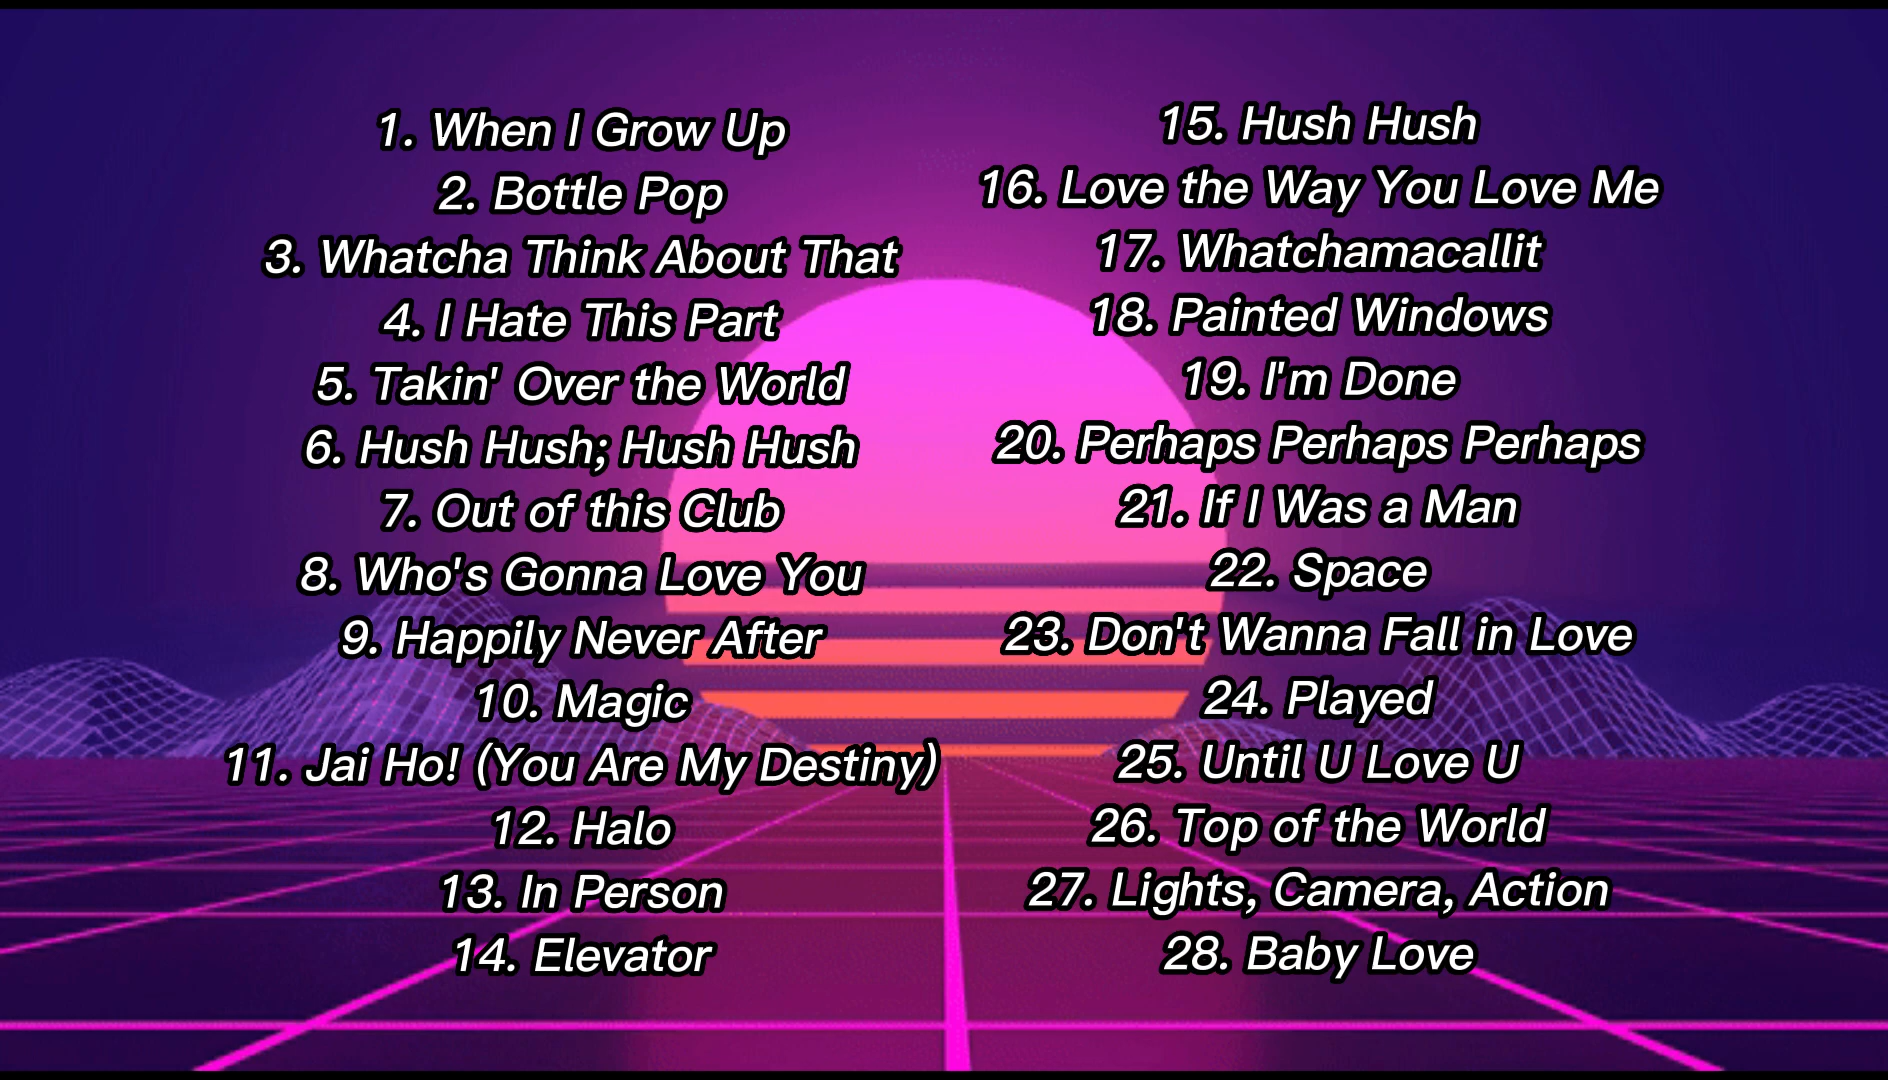 1. When I Grow Up
2. Bottle Pop
3. Whatcha Think About That
4. I Hate This Part
5. Takin' Over the World
6. Hush Hush; Hush Hush
7. Out of this Club
8. Who's Gonna Love You
9. Happily Never After
10. Magic
11. Jai Ho! (You Are My Destiny)
12. Halo
13. In Person
14. Elevator
15. Hush Hush
16. Love the Way You Love Me
17. Whatchamacallit
18. Painted Windows
19. I'm Done
20. Perhaps Perhaps Perhaps
21. If I Was a Man
22. Space
23. Don't Wanna Fall in Love
24. Played
25. Until U Love U
26. Top of the World
27. Lights, Camera, Action
28. Baby Love